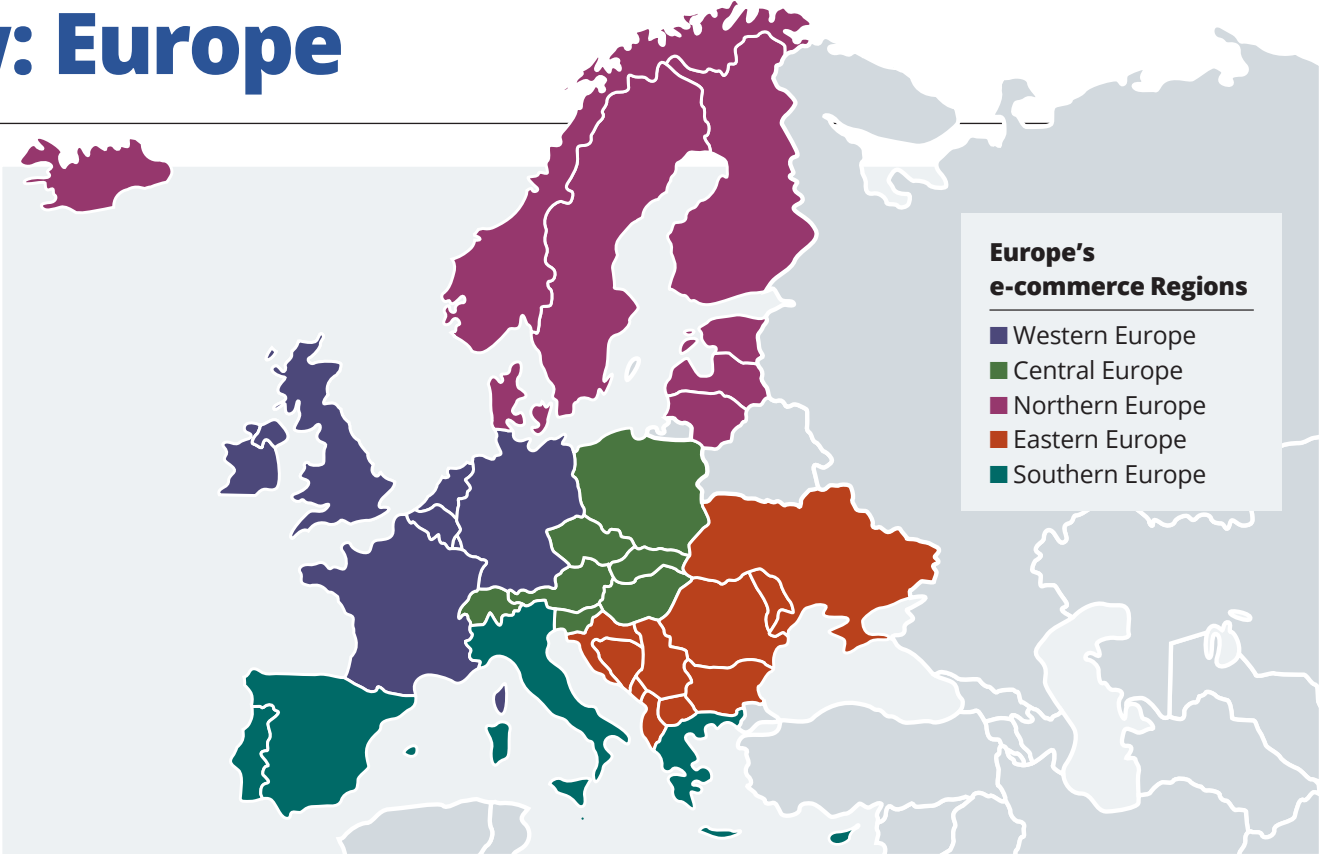 : Europe
Europe's
e-commerce Regions
Western Europe
Central Europe
Northern Europe
Eastern Europe
Southern Europe